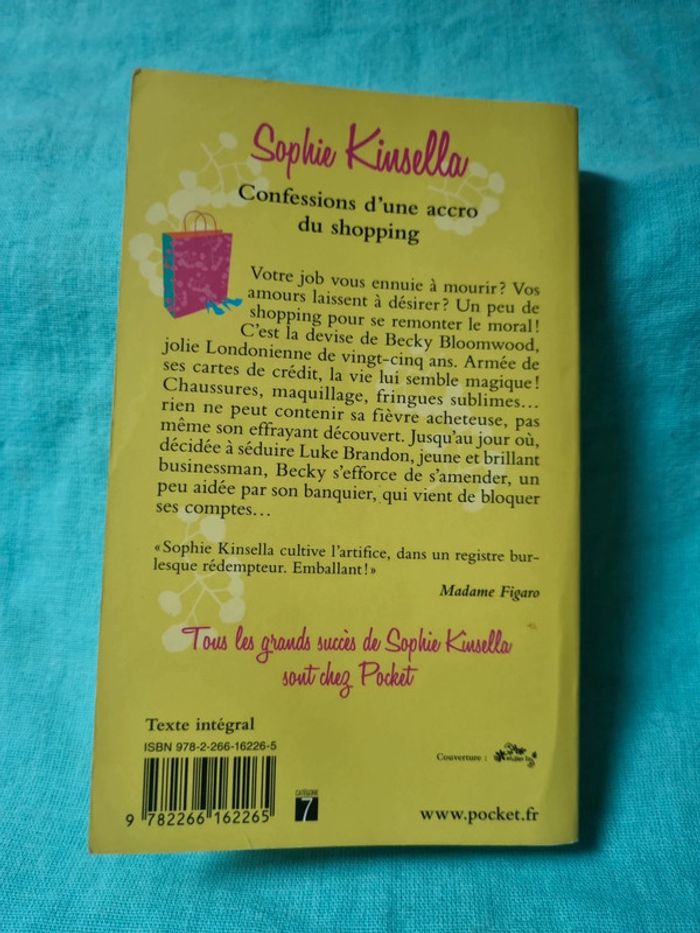 Sophie Kinsella
Confessions d'une accro
du shopping
Votre job vous ennuie à mourir ? Vos
amours laissent à désirer ? Un peu de
shopping pour se remonter le moral !
C'est la devise de Becky Bloomwood,
jolie Londonienne de vingt-cinq ans. Armée de
ses cartes de crédit, la vie lui semble magique !
Chaussures, maquillage, fringues sublimes...
rien ne peut contenir sa fièvre acheteuse, pas
même son effrayant découvert. Jusqu'au jour où,
décidée à séduire Luke Brandon, jeune et brillant
businessman, Becky s'efforce de s'amender, un
peu aidée par son banquier, qui vient de bloquer
ses comptes...
« Sophie Kinsella cultive l'artifice, dans un registre bur-
lesque rédempteur. Emballant ! »
Madame Figaro
Tous les grands succès de Sophie Kinsella
sont chez Pocket
Texte intégral
ISBN 978-2-266-16226-5
9 782266 162265
CATÉGORIE
7
Couverture :
www.pocket.fr